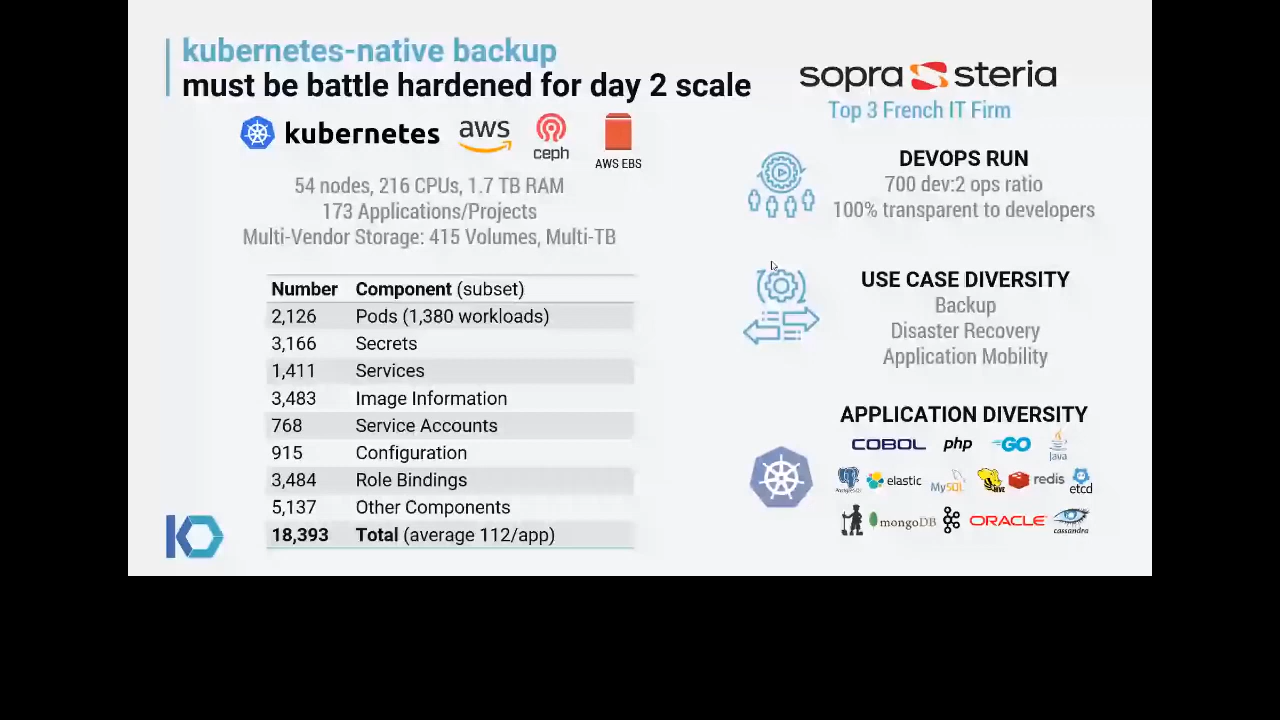 kubernetes-native backup
must be battle hardened for day 2 scale
kubernetes
aws
ceph
AWS EBS
54 nodes, 216 CPUs, 1.7 TB RAM
173 Applications/Projects
Multi-Vendor Storage: 415 Volumes, Multi-TB
Number Component (subset)
2,126 Pods (1,380 workloads)
3,166 Secrets
1,411 Services
3,483 Image Information
768 Service Accounts
915 Configuration
3,484 Role Bindings
5,137 Other Components
18,393 Total (average 112/app)
sopra steria
Top 3 French IT Firm
DEVOPS RUN
700 dev:2 ops ratio
100% transparent to developers
USE CASE DIVERSITY
Backup
Disaster Recovery
Application Mobility
APPLICATION DIVERSITY
COBOL php GO Java
PostgreSQL elastic MySQL HIVE redis etcd
mongoDB ORACLE cassandra
K